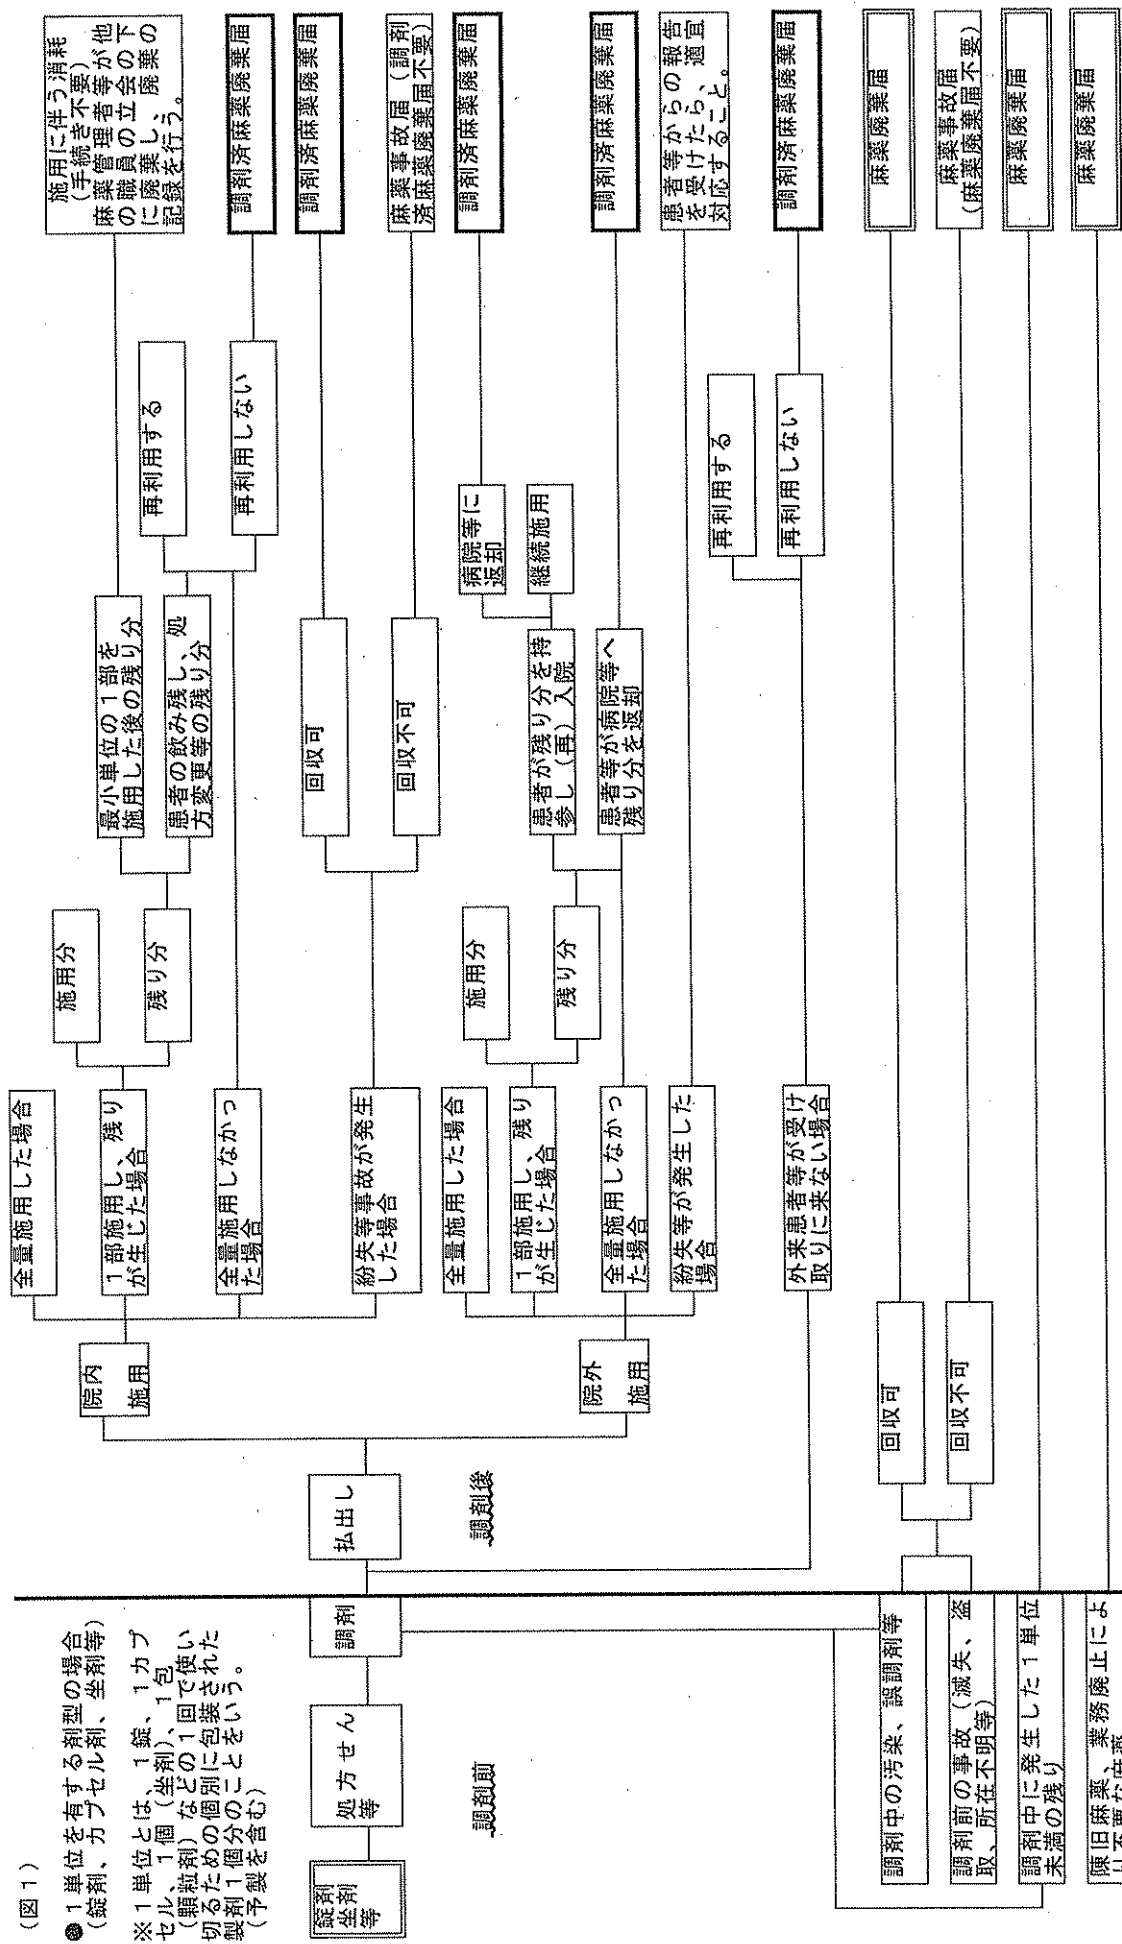 (図1)
●1単位を有する剤型の場合
(錠剤、カプセル剤、坐剤等)
※1単位とは、1錠、1カプ
セル、1個(坐剤)、1包
(顆粒剤)などの1回で使い
切るための個別に包装された
製剤1個分のことをいう。
(予製を含む)
錠剤
坐剤
等
処方せん
等
調剤
調剤前
払出し
調剤後
院内
施用
全量施用した場合
1部施用し、残り
が生じた場合
施用分
残り分
最小単位の1部を
施用した後の残り分
施用に伴う消耗
(手続き不要)
麻薬管理者等が他
の職員の立会の下
に廃棄し、廃棄の
記録を行う。
患者の飲み残し、処
方変更等の残り分
再利用する
再利用しない
調剤済麻薬廃棄届
全量施用しなかっ
た場合
紛失等事故が発生
した場合
回収可
調剤済麻薬廃棄届
回収不可
麻薬事故届(調剤
済麻薬廃棄届不要)
院外
施用
全量施用した場合
1部施用し、残り
が生じた場合
施用分
残り分
患者が残り分を持
参し(再)入院
病院等に
返却
調剤済麻薬廃棄届
継続施用
患者等が病院等へ
残り分を返却
調剤済麻薬廃棄届
全量施用しなかっ
た場合
紛失等が発生した
場合
患者等からの報告
を受けたら、適宜
対応すること。
外来患者等が受け
取りに来ない場合
再利用する
再利用しない
調剤済麻薬廃棄届
調剤中の汚染、誤調剤等
調剤前の事故(滅失、盗
取、所在不明等)
回収可
麻薬廃棄届
回収不可
麻薬事故届
(麻薬廃棄届不要)
調剤中に発生した1単位
未満の残り
麻薬廃棄届
陳旧麻薬、業務廃止によ
り不要な麻薬
麻薬廃棄届